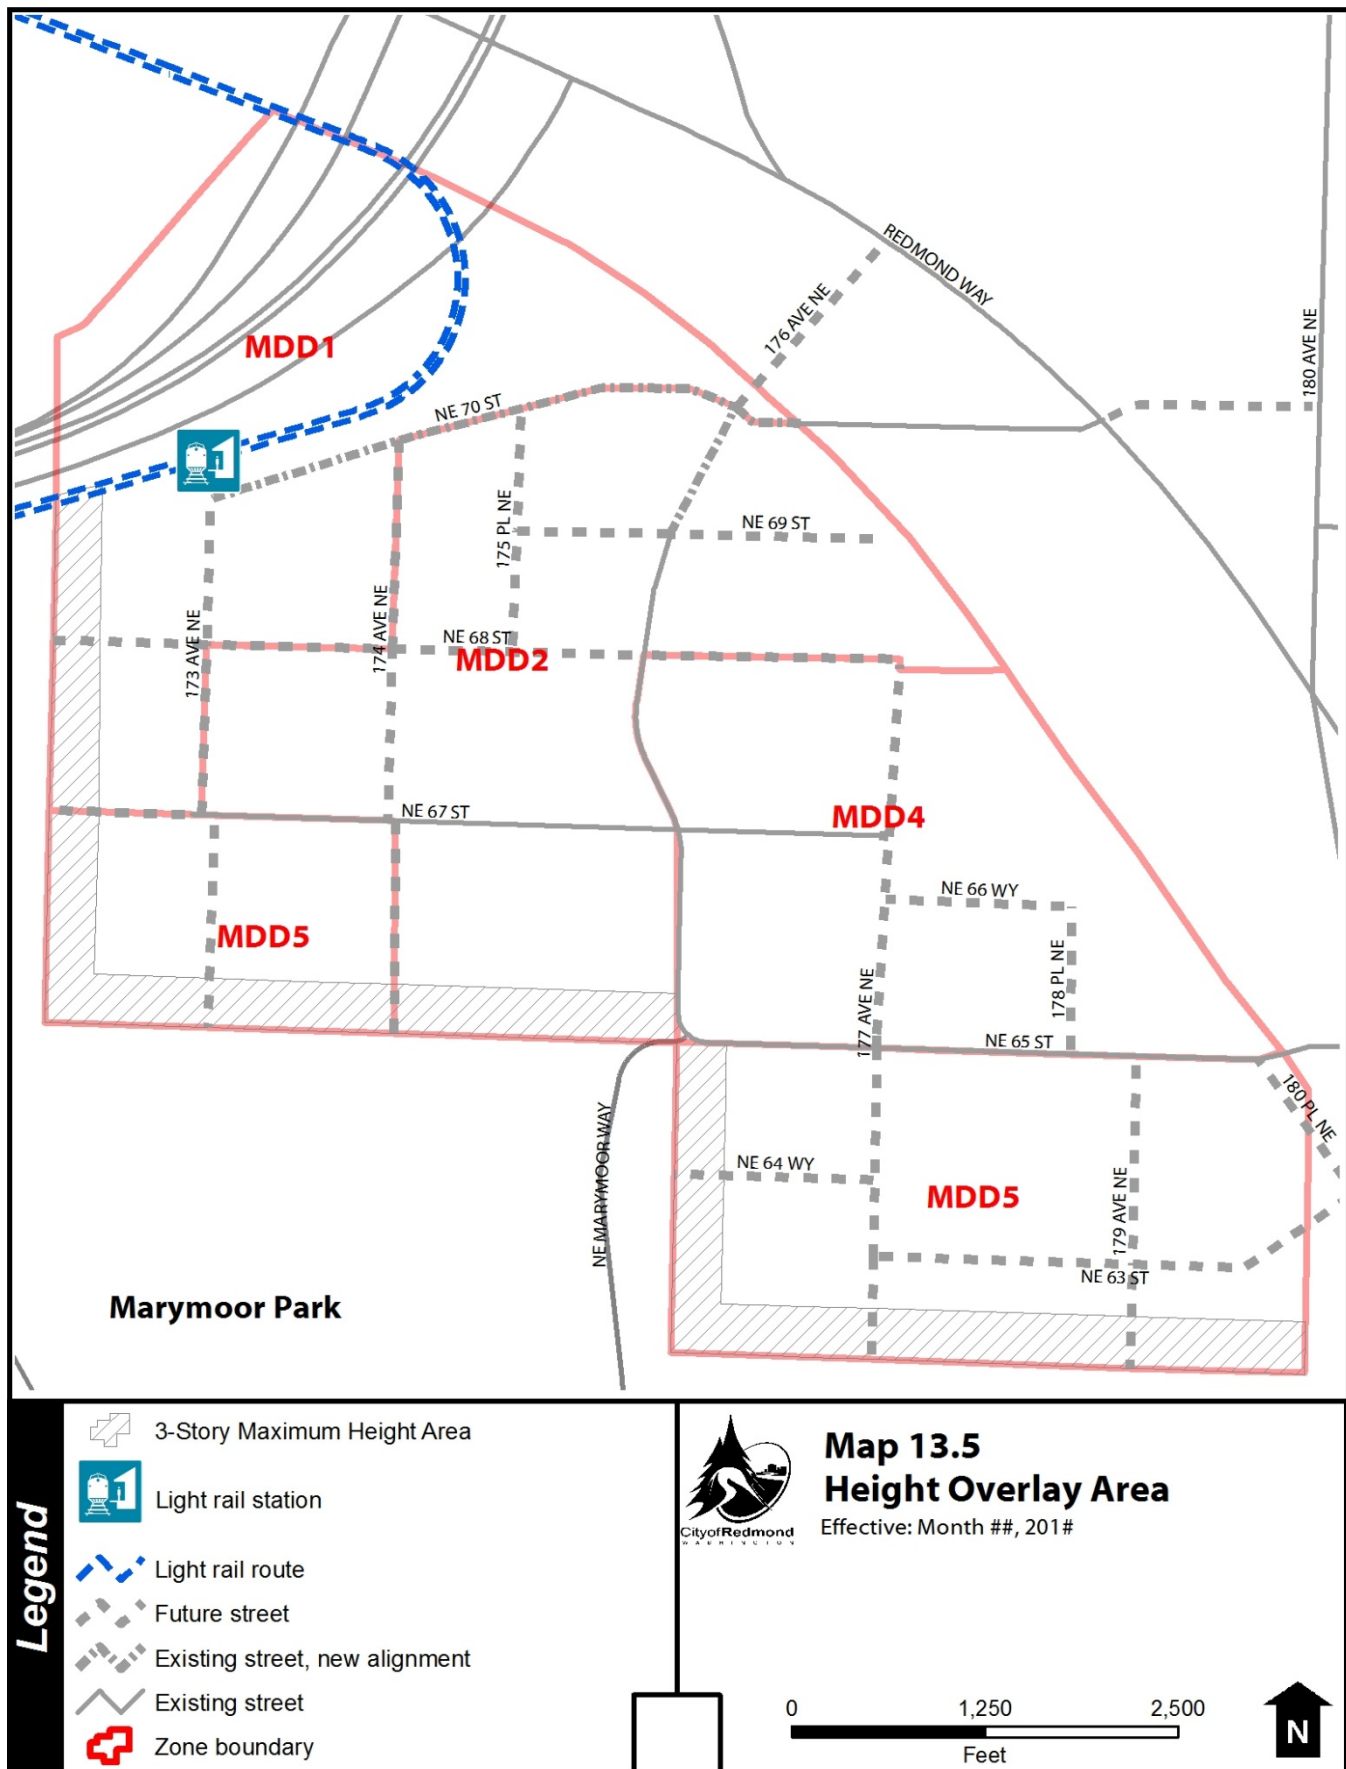 REDMOND WAY
176 AVE NE
180 AVE NE
MDD1
NE 70 ST
175 PL NE
NE 69 ST
173 AVE NE
174 AVE NE
NE 68 ST
MDD2
NE 67 ST
MDD4
NE 66 WY
MDD5
177 AVE NE
178 PL NE
NE 65 ST
180 PL NE
NE MARYMOOR WAY
NE 64 WY
179 AVE NE
MDD5
NE 63 ST
Marymoor Park
Legend
3-Story Maximum Height Area
Light rail station
Light rail route
Future street
Existing street, new alignment
Existing street
Zone boundary
CityofRedmond
WASHINGTON
Map 13.5
Height Overlay Area
Effective: Month ##, 201#
0 1,250 2,500
Feet
N